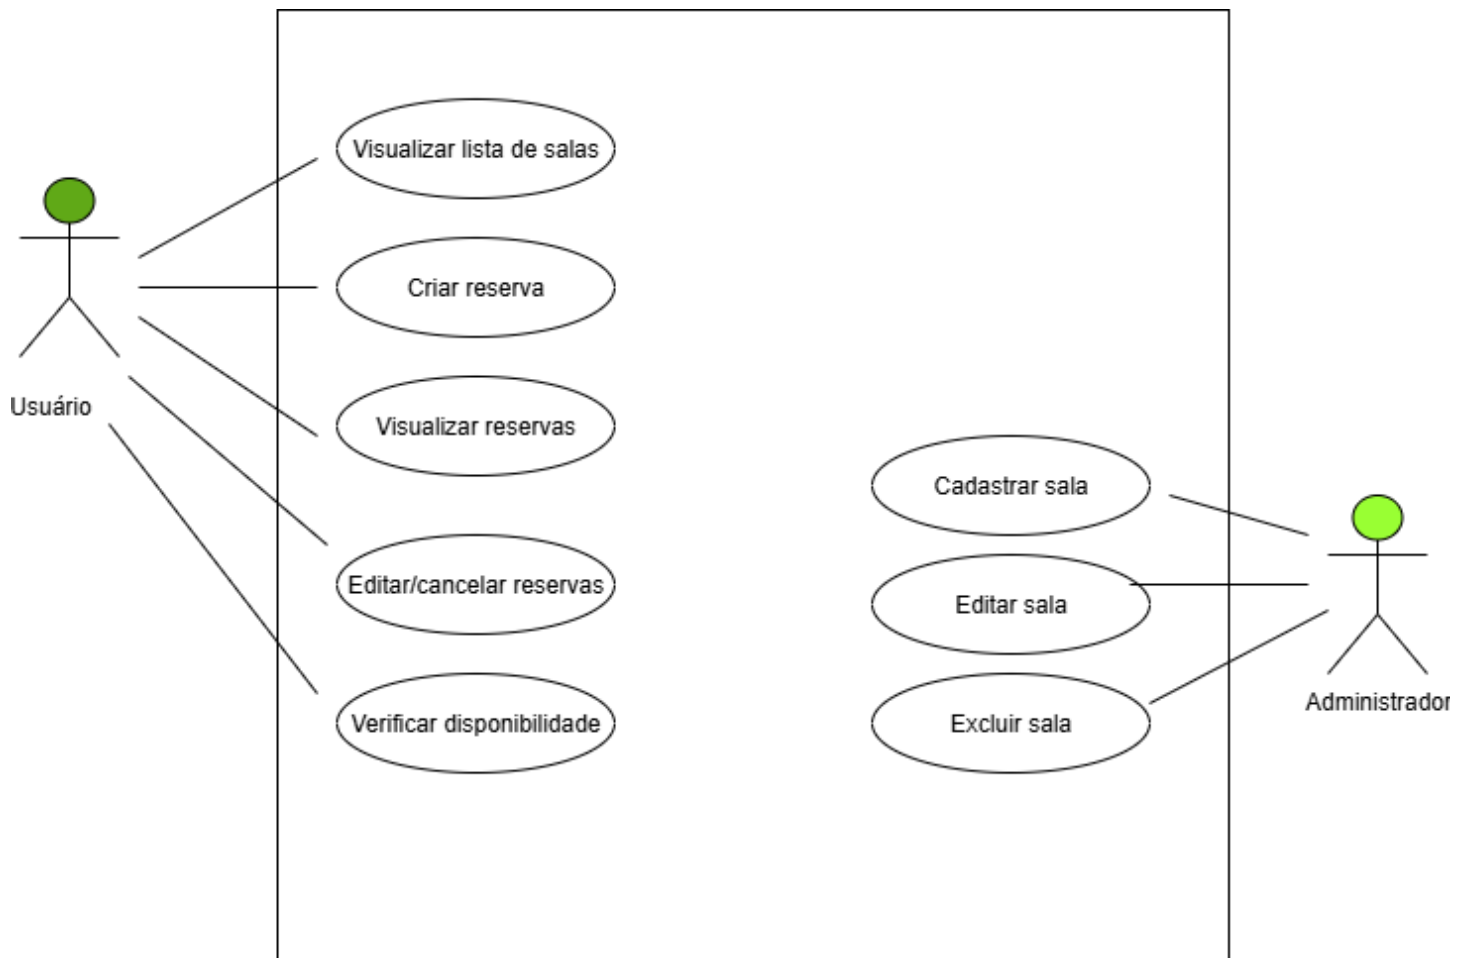 Visualizar lista de salas
Criar reserva
Usuário
Visualizar reservas
Editar/cancelar reservas
Verificar disponibilidade
Cadastrar sala
Editar sala
Excluir sala
Administrador